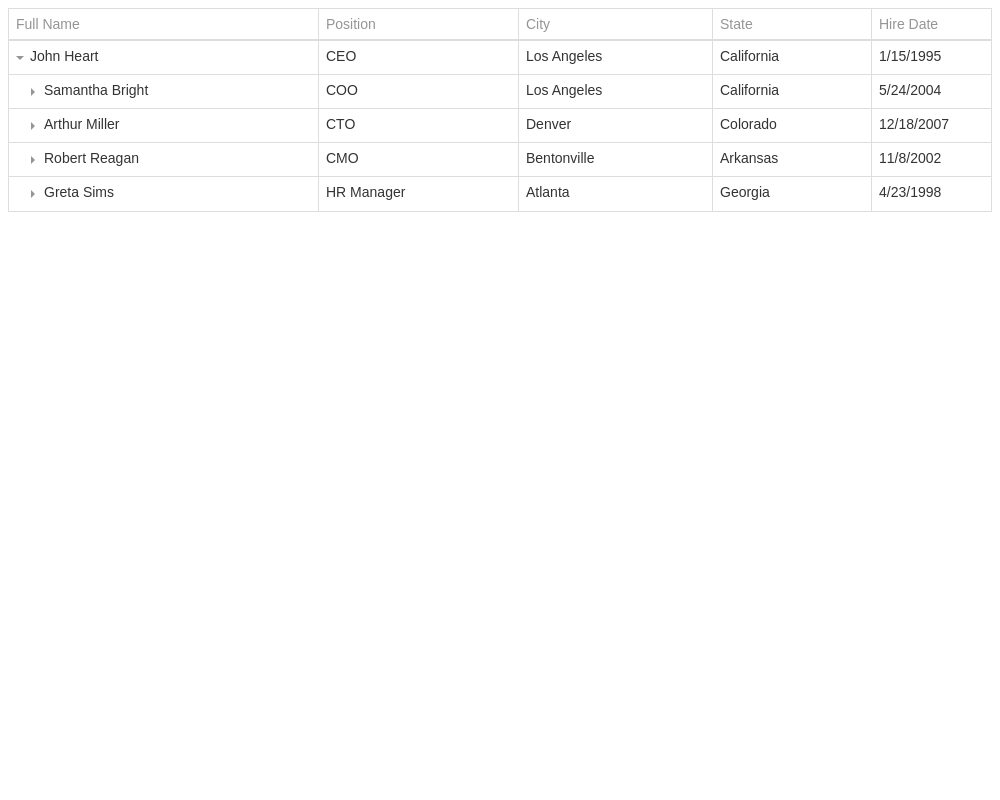 Full Name Position City State Hire Date
John Heart CEO Los Angeles California 1/15/1995
Samantha Bright COO Los Angeles California 5/24/2004
Arthur Miller CTO Denver Colorado 12/18/2007
Robert Reagan CMO Bentonville Arkansas 11/8/2002
Greta Sims HR Manager Atlanta Georgia 4/23/1998